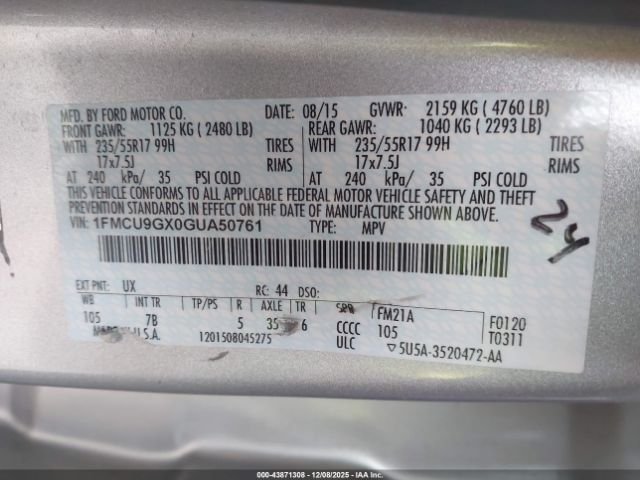 MFD. BY FORD MOTOR CO. DATE: 08/15 GVWR: 2159 KG ( 4760 LB)
FRONT GAWR: 1125 KG ( 2480 LB) REAR GAWR: 1040 KG ( 2293 LB)
WITH 235/55R17 99H TIRES WITH 235/55R17 99H TIRES
17x7.5J RIMS 17x7.5J RIMS
AT 240 kPa/ 35 PSI COLD AT 240 kPa/ 35 PSI COLD
THIS VEHICLE CONFORMS TO ALL APPLICABLE FEDERAL MOTOR VEHICLE SAFETY AND THEFT
PREVENTION STANDARDS IN EFFECT ON THE DATE OF MANUFACTURE SHOWN ABOVE.
VIN: 1FMCU9GX0GUA50761 TYPE: MPV
24
EXT PNT: UX RC: 44 DSO:
WB INT TR TP/PS R AXLE TR SPR FM21A F0120
105 7B 5 35 6 CCCC 105 T0311
U.S.A. 1201508045275 ULC 5U5A-3520472-AA
000-43871308 | 12/08/2025 | IAAI.com